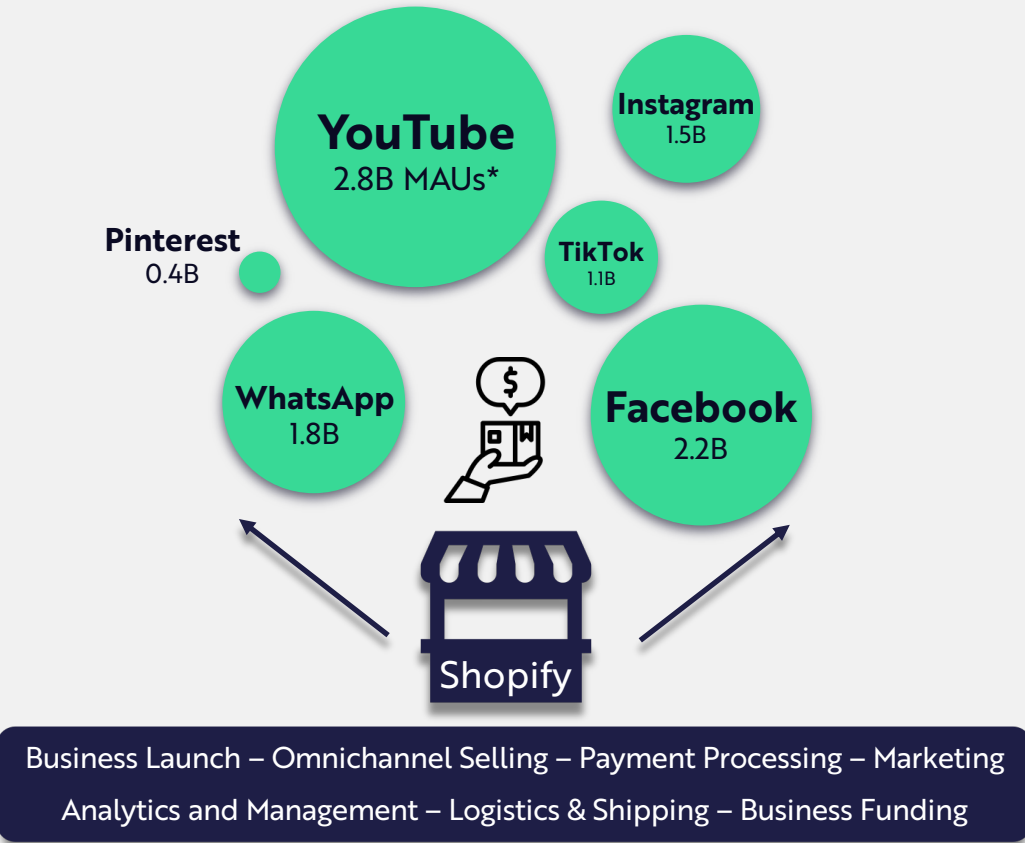 YouTube
2.8B MAUs*
Instagram
1.5B
Pinterest
0.4B
TikTok
1.1B
WhatsApp
1.8B
$
Facebook
2.2B
Shopify
Business Launch – Omnichannel Selling – Payment Processing – Marketing
Analytics and Management – Logistics & Shipping – Business Funding